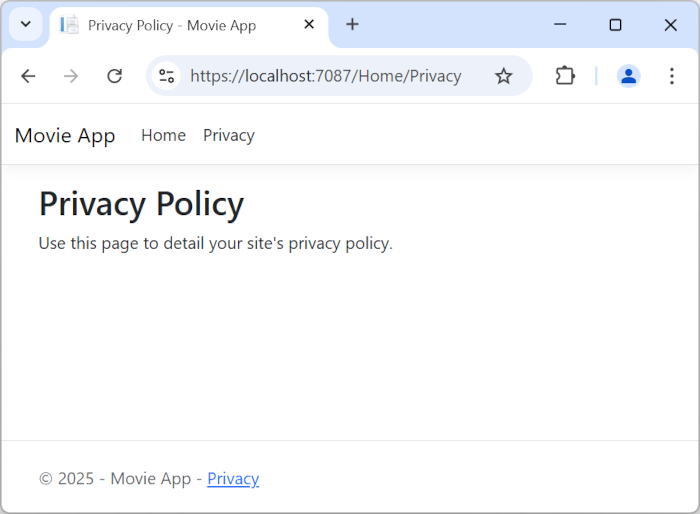 Privacy Policy - Movie App
https://localhost:7087/Home/Privacy
Movie App Home Privacy
Privacy Policy
Use this page to detail your site's privacy policy.
© 2025 - Movie App - Privacy